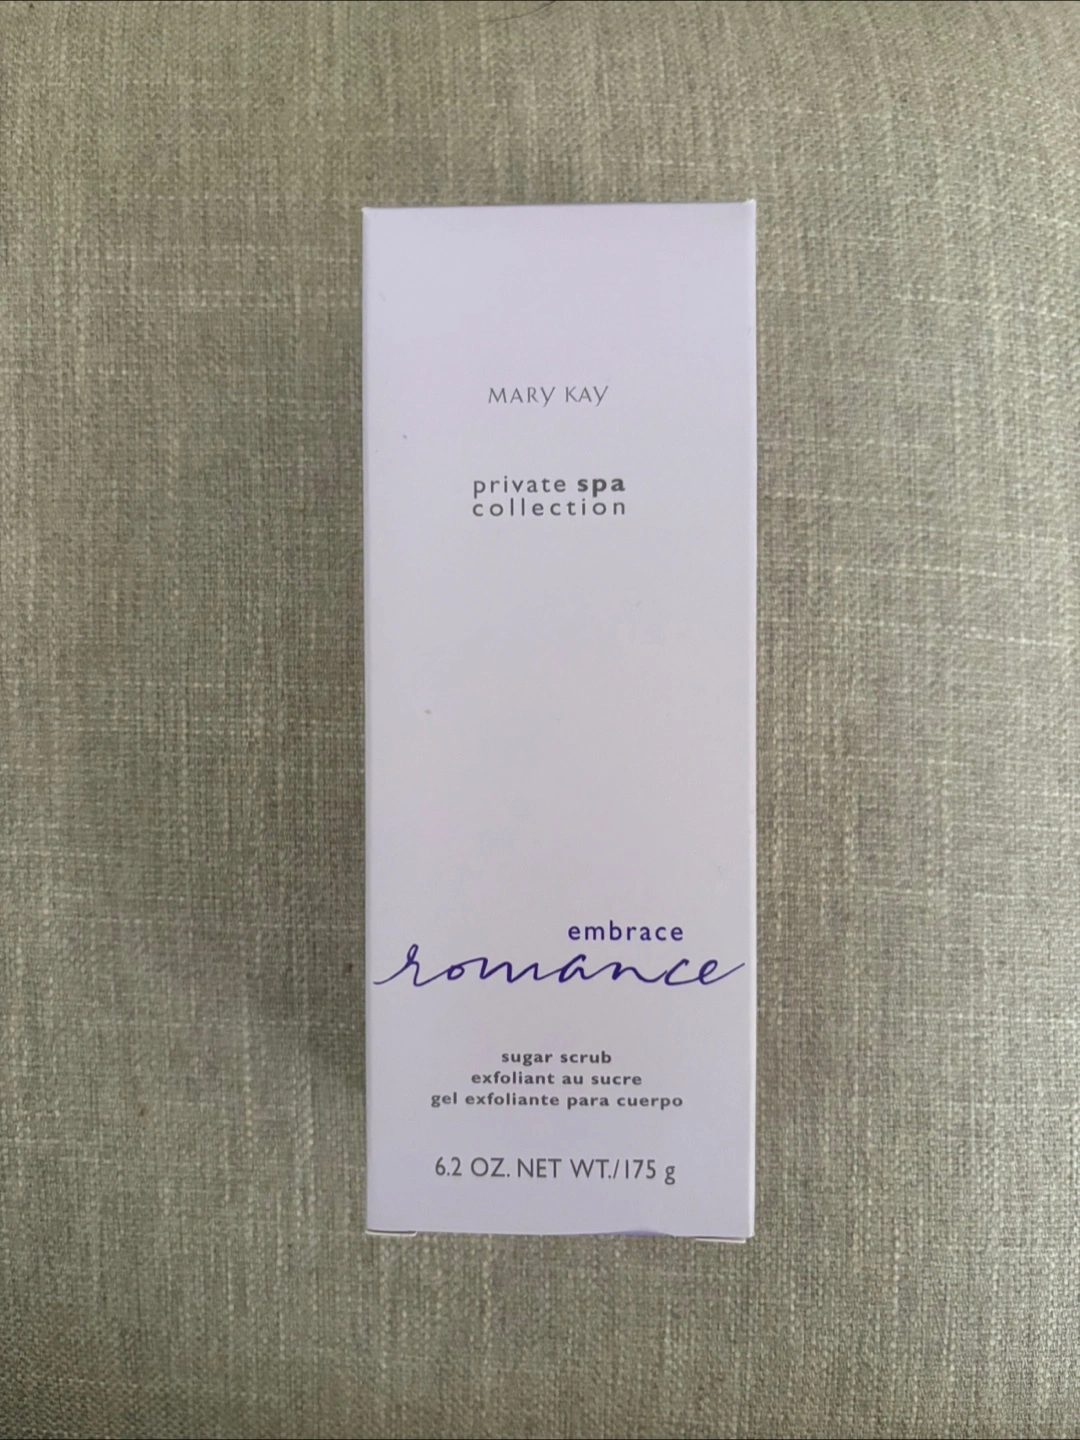 MARY KAY
private spa
collection
embrace
romance
sugar scrub
exfoliant au sucre
gel exfoliante para cuerpo
6.2 OZ. NET WT./175 g